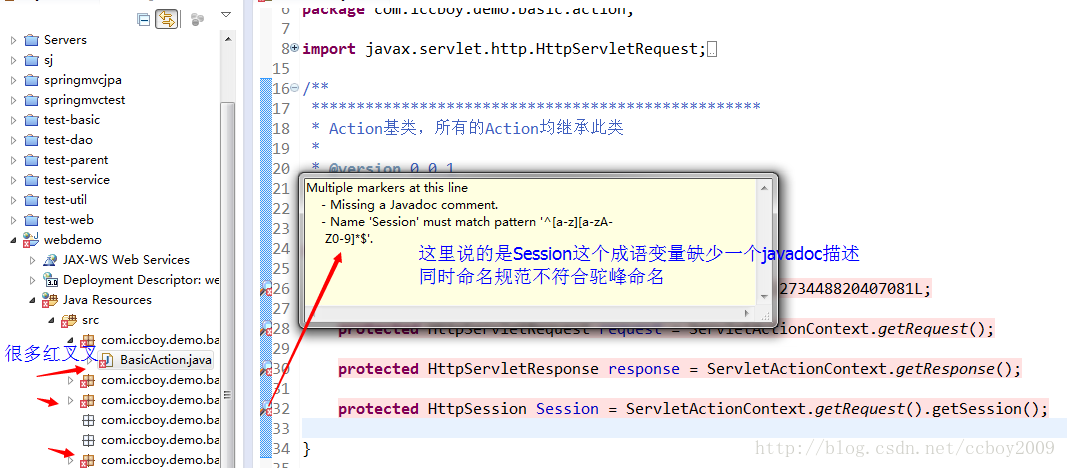 Servers
sj
springmvcjpa
springmvctest
test-basic
test-dao
test-parent
test-service
test-util
test-web
webdemo
JAX-WS Web Services
Deployment Descriptor: we
Java Resources
src
com.iccboy.demo.ba
很多红叉叉
BasicAction.java
com.iccboy.demo.ba
com.iccboy.demo.ba
com.iccboy.demo.ba
com.iccboy.demo.ba
com.iccboy.demo.ba
6 package com.iccboy.demo.basic.action;
7
8 import javax.servlet.http.HttpServletRequest;
15
16 /**
17 **************************************************
18 * Action基类，所有的Action均继承此类
19 *
20 * @version 0.0.1
Multiple markers at this line
- Missing a Javadoc comment.
- Name 'Session' must match pattern '^[a-z][a-zA-
Z0-9]*$'.
这里说的是Session这个成语变量缺少一个javadoc描述
同时命名规范不符合驼峰命名
21
22
23
24
25
26 273448820407081L;
27
28 protected HttpServletRequest request = ServletActionContext.getRequest();
29
30 protected HttpServletResponse response = ServletActionContext.getResponse();
31
32 protected HttpSession Session = ServletActionContext.getRequest().getSession();
33
34 }
http://blog.csdn.net/ccboy2009